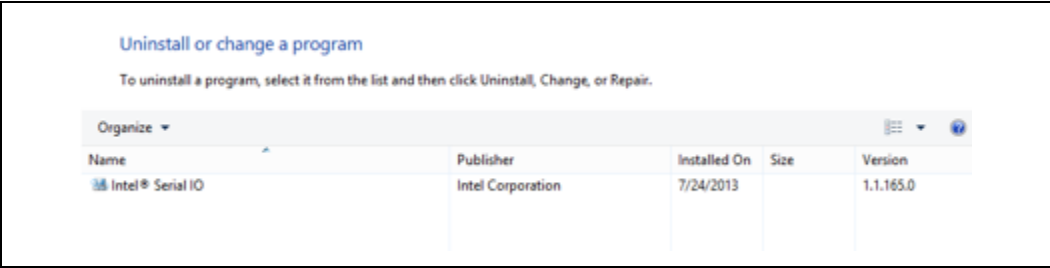 Uninstall or change a program
To uninstall a program, select it from the list and then click Uninstall, Change, or Repair.
Organize
Name Publisher Installed On Size Version
Intel® Serial IO Intel Corporation 7/24/2013 1.1.165.0